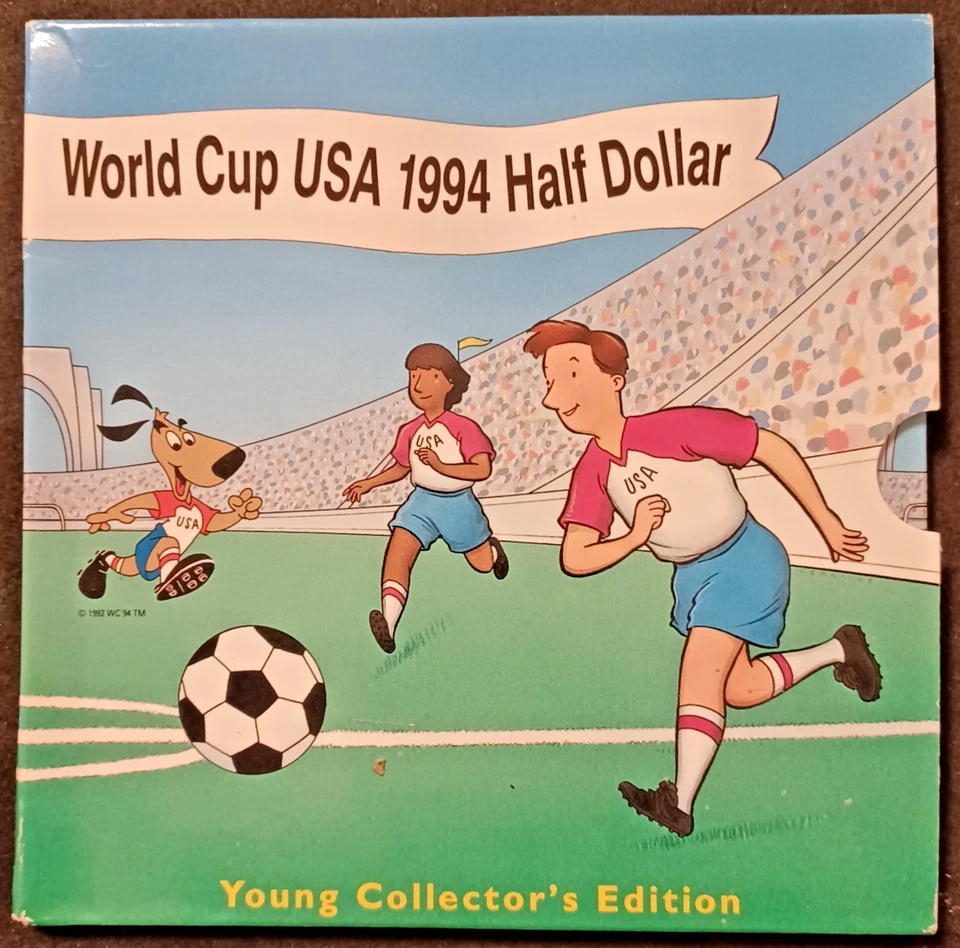 World Cup USA 1994 Half Dollar
USA
USA
USA
© 1992 WC'94 TM
Young Collector's Edition